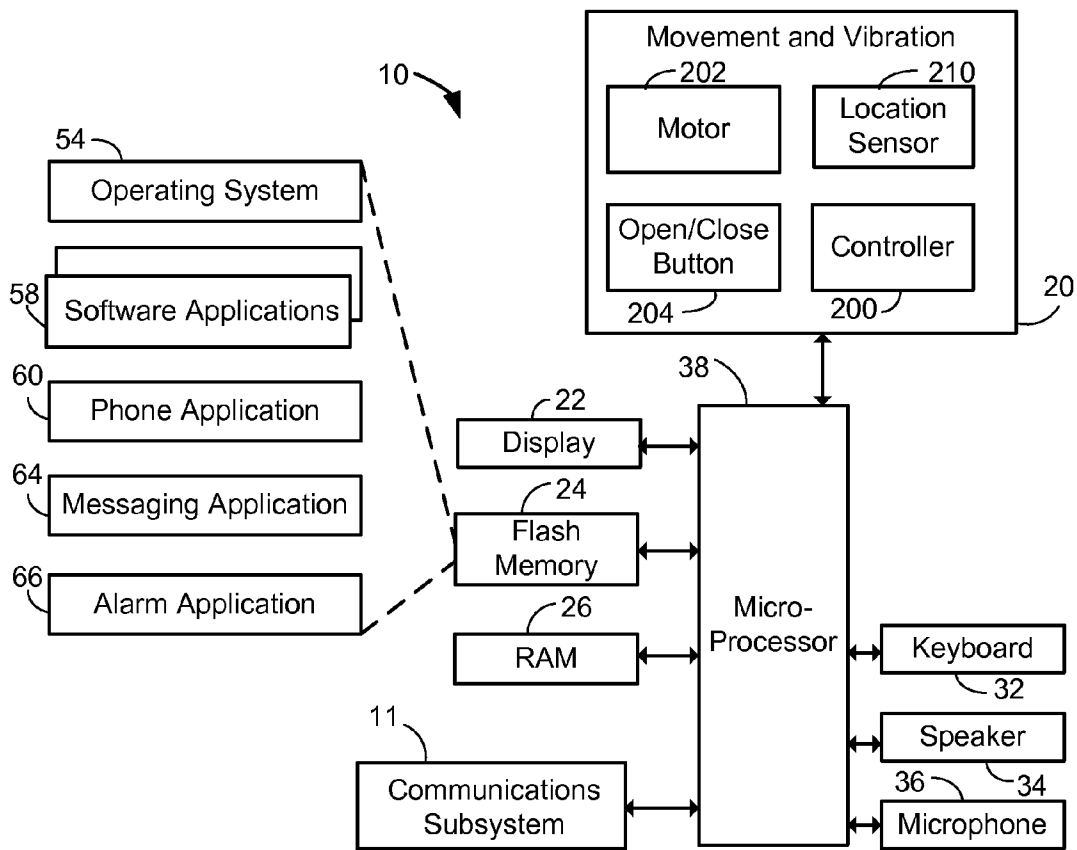 Movement and Vibration
10
202
210
Motor
Location
Sensor
54
Operating System
Open/Close
Button
Controller
58
Software Applications
204
200
20
60
Phone Application
38
22
Display
64
Messaging Application
24
Flash
Memory
66
Alarm Application
26
RAM
Micro-
Processor
Keyboard
32
11
Speaker
34
Communications
Subsystem
36
Microphone